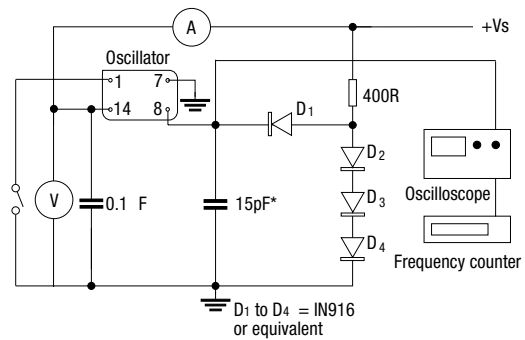 A
+Vs
Oscillator
1 7
14 8
400R
D1
D2
V
0.1 F
15pF*
D3
Oscilloscope
D4
Frequency counter
D1 to D4 = IN916
or equivalent